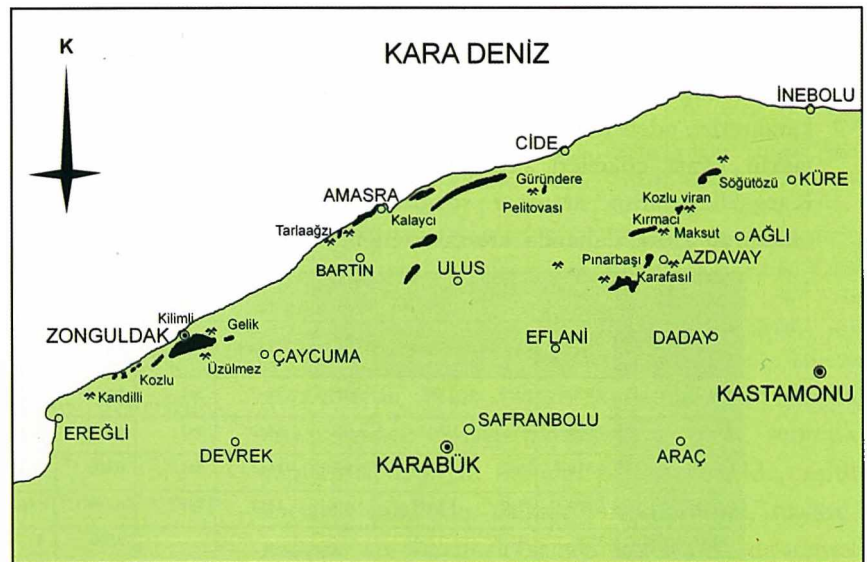 K
KARA DENİZ
İNEBOLU
CİDE
Güründere
Söğütözü
KÜRE
AMASRA
Pelitovası
Kozlu viran
Kalaycı
Kırmacı
Tarlaağzı
Maksut
AĞLI
BARTIN
ULUS
Pınarbaşı
AZDAVAY
Karafasıl
Kilimli
ZONGULDAK
Gelik
EFLANİ
DADAY
ÇAYCUMA
Üzülmez
Kozlu
KASTAMONU
Kandilli
EREĞLİ
SAFRANBOLU
DEVREK
KARABÜK
ARAÇ